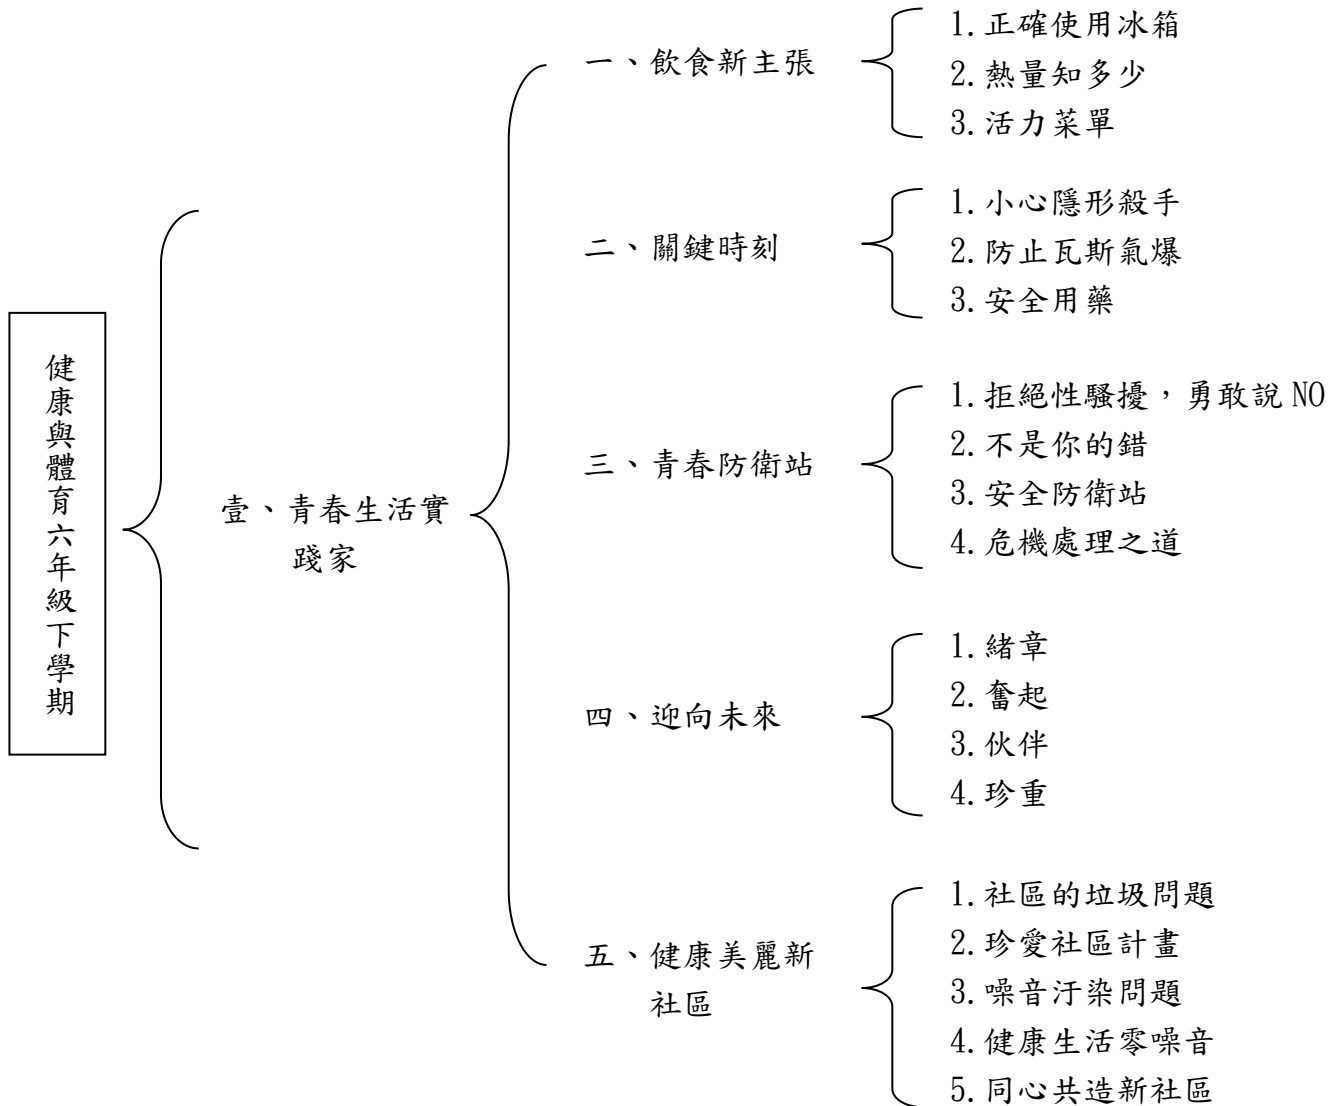 健康與體育六年級下學期
壹、青春生活實
踐家
一、飲食新主張
1.正確使用冰箱
2.熱量知多少
3.活力菜單
二、關鍵時刻
1.小心隱形殺手
2.防止瓦斯氣爆
3.安全用藥
三、青春防衛站
1.拒絕性騷擾，勇敢說 NO
2.不是你的錯
3.安全防衛站
4.危機處理之道
四、迎向未來
1.緒章
2.奮起
3.伙伴
4.珍重
五、健康美麗新
社區
1.社區的垃圾問題
2.珍愛社區計畫
3.噪音汙染問題
4.健康生活零噪音
5.同心共造新社區